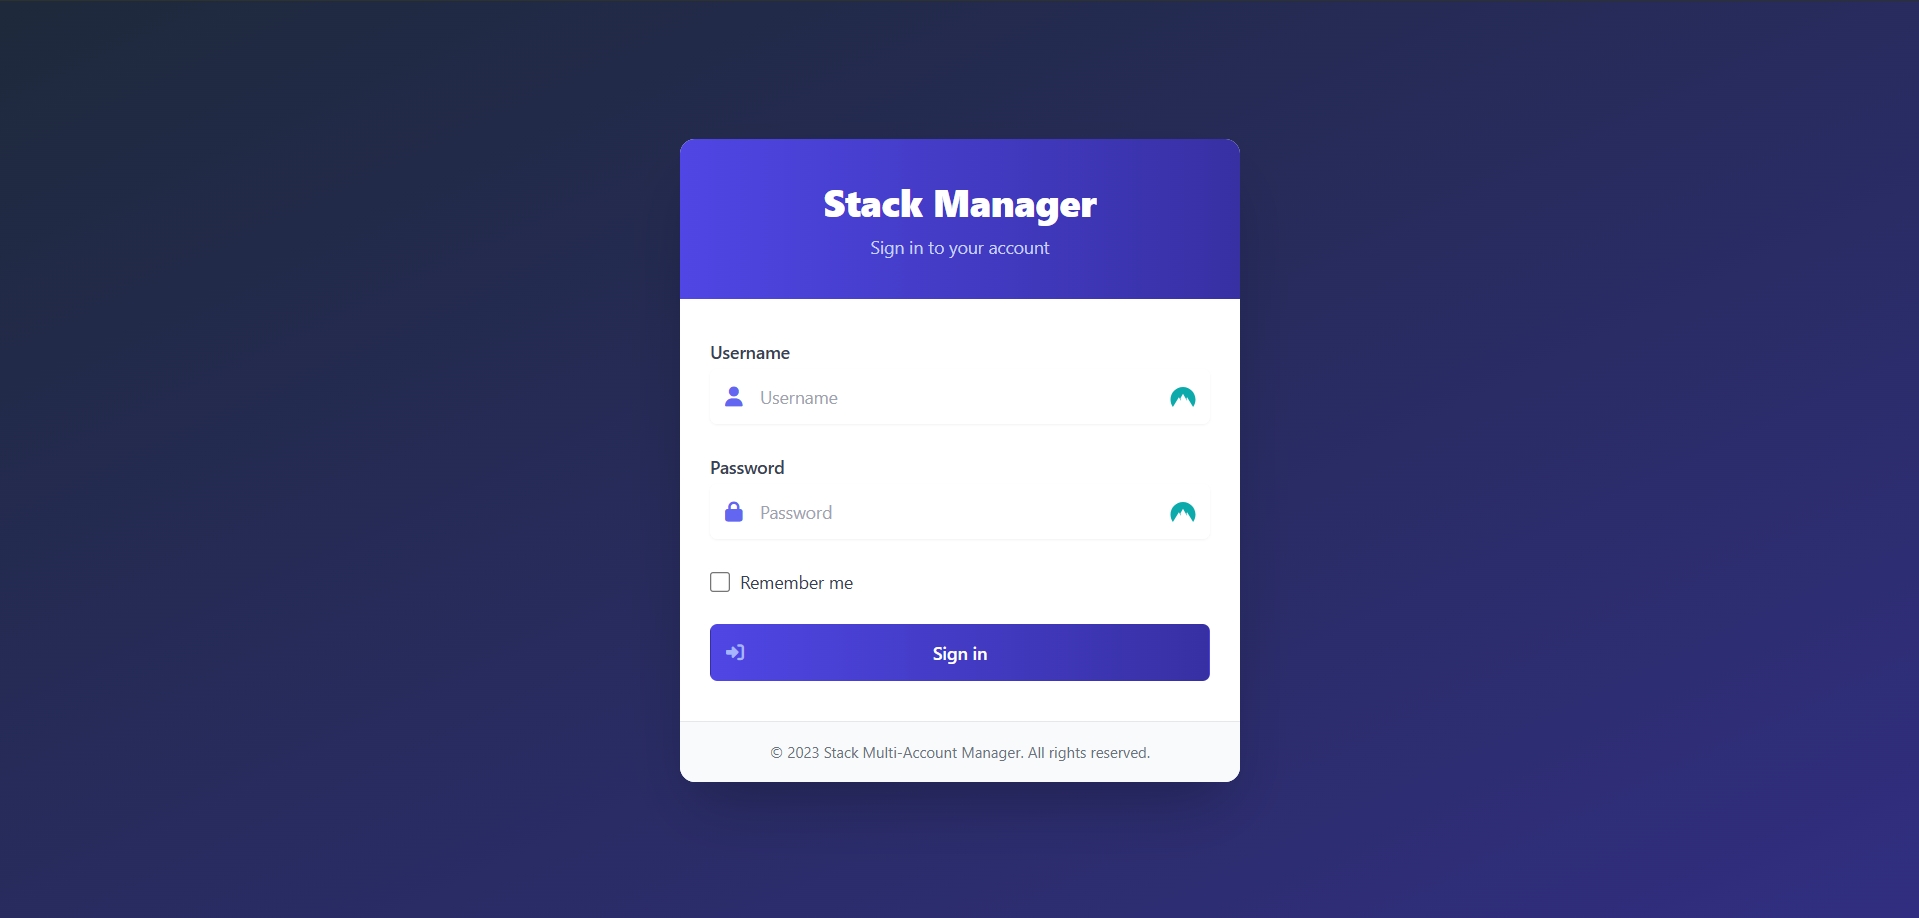 Stack Manager
Sign in to your account
Username
Username
Password
Password
Remember me
Sign in
© 2023 Stack Multi-Account Manager. All rights reserved.